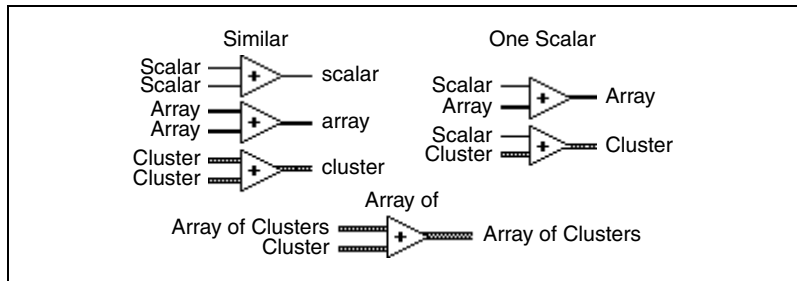 Similar
Scalar
Scalar
+
scalar
Array
Array
+
array
Cluster
Cluster
+
cluster
One Scalar
Scalar
Array
+
Array
Scalar
Cluster
+
Cluster
Array of
Array of Clusters
Cluster
+
Array of Clusters